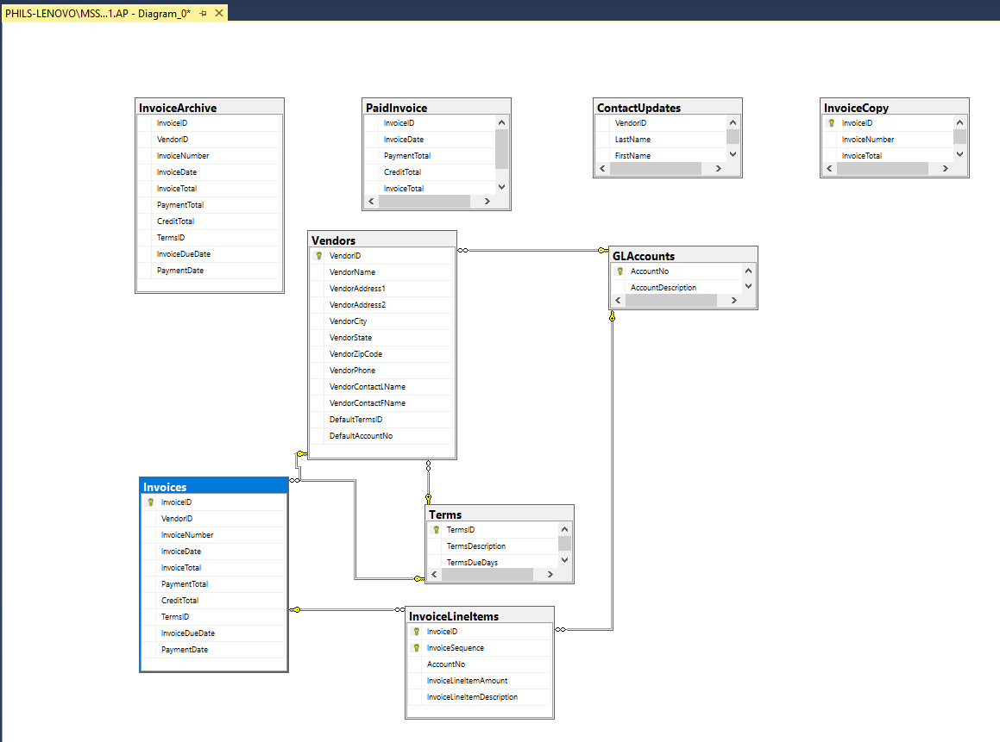 PHILS-LENOVO\MSS...1.AP - Diagram_0*
InvoiceArchive
InvoiceID
VendorID
InvoiceNumber
InvoiceDate
InvoiceTotal
PaymentTotal
CreditTotal
TermsID
InvoiceDueDate
PaymentDate
PaidInvoice
InvoiceID
InvoiceDate
PaymentTotal
CreditTotal
InvoiceTotal
ContactUpdates
VendorID
LastName
FirstName
InvoiceCopy
InvoiceID
InvoiceNumber
InvoiceTotal
Vendors
VendorID
VendorName
VendorAddress1
VendorAddress2
VendorCity
VendorState
VendorZipCode
VendorPhone
VendorContactLName
VendorContactFName
DefaultTermsID
DefaultAccountNo
GLAccounts
AccountNo
AccountDescription
Invoices
InvoiceID
VendorID
InvoiceNumber
InvoiceDate
InvoiceTotal
PaymentTotal
CreditTotal
TermsID
InvoiceDueDate
PaymentDate
Terms
TermsID
TermsDescription
TermsDueDays
InvoiceLineItems
InvoiceID
InvoiceSequence
AccountNo
InvoiceLineItemAmount
InvoiceLineItemDescription